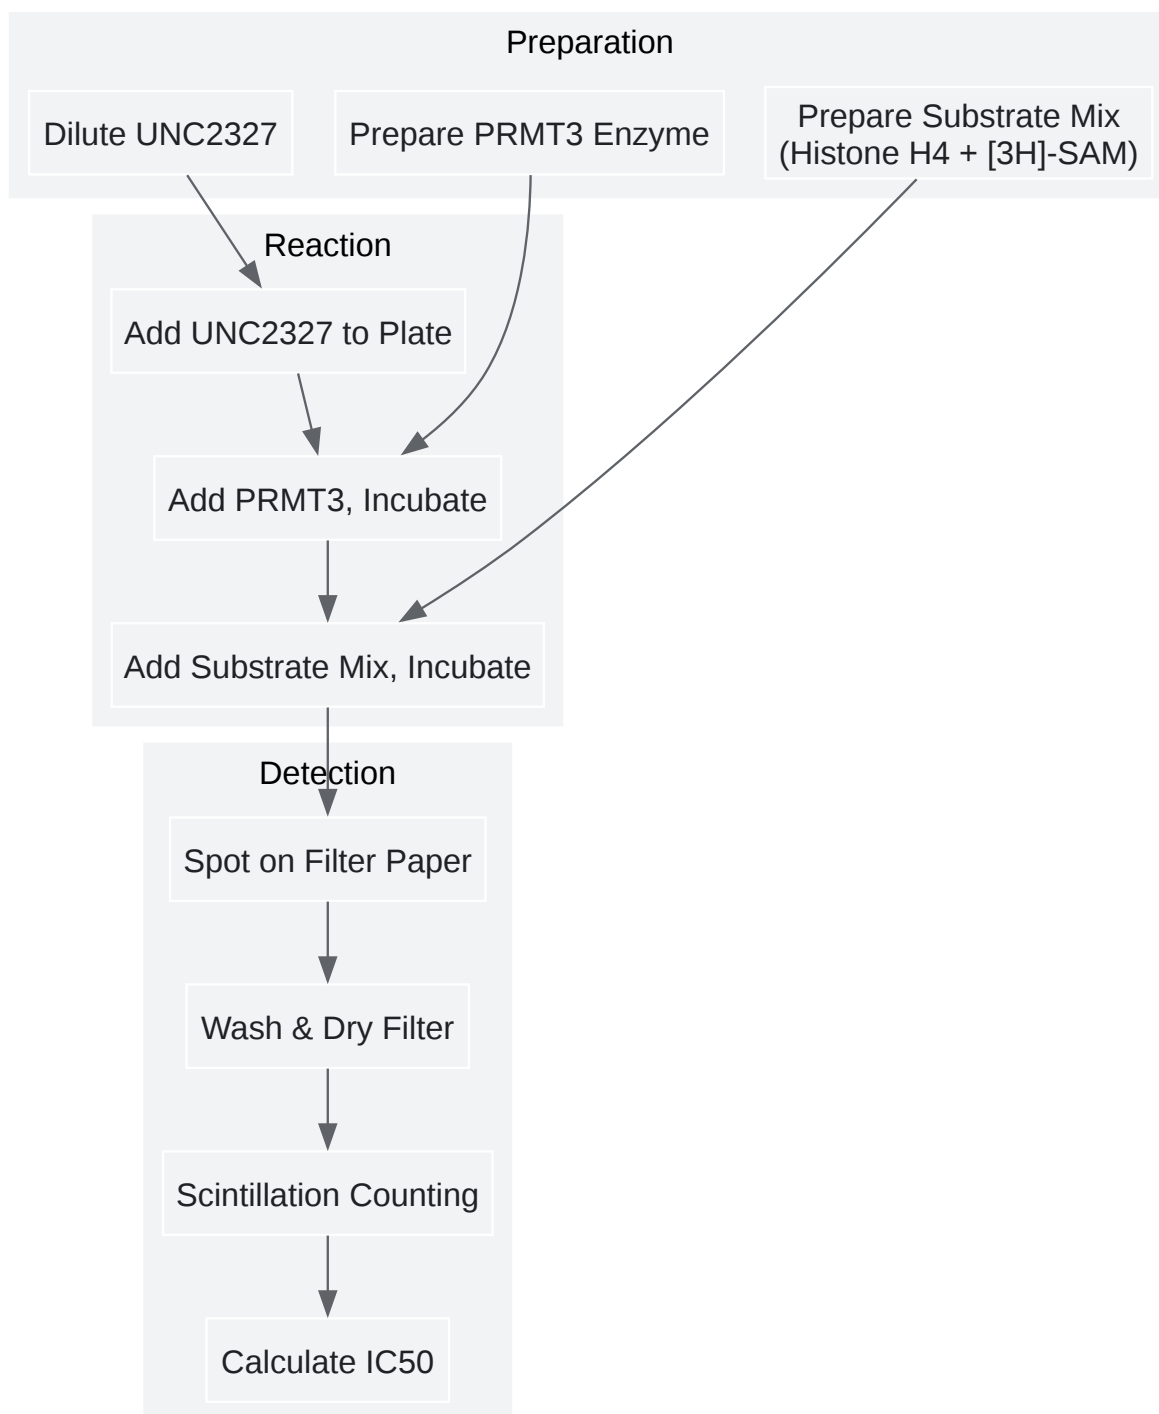 Preparation
Dilute UNC2327
Prepare PRMT3 Enzyme
Prepare Substrate Mix
(Histone H4 + [3H]-SAM)
Reaction
Add UNC2327 to Plate
Add PRMT3, Incubate
Add Substrate Mix, Incubate
Detection
Spot on Filter Paper
Wash & Dry Filter
Scintillation Counting
Calculate IC50